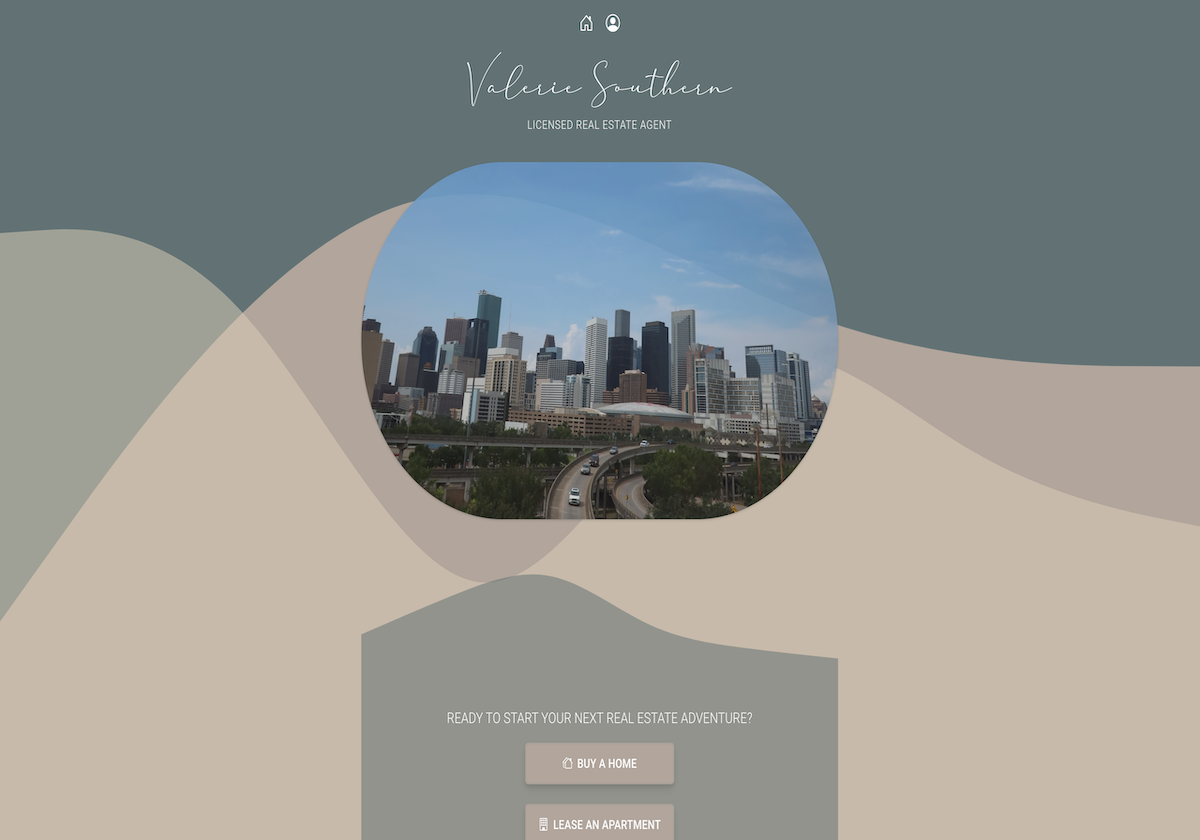 Valerie Southern
LICENSED REAL ESTATE AGENT
READY TO START YOUR NEXT REAL ESTATE ADVENTURE?
BUY A HOME
LEASE AN APARTMENT